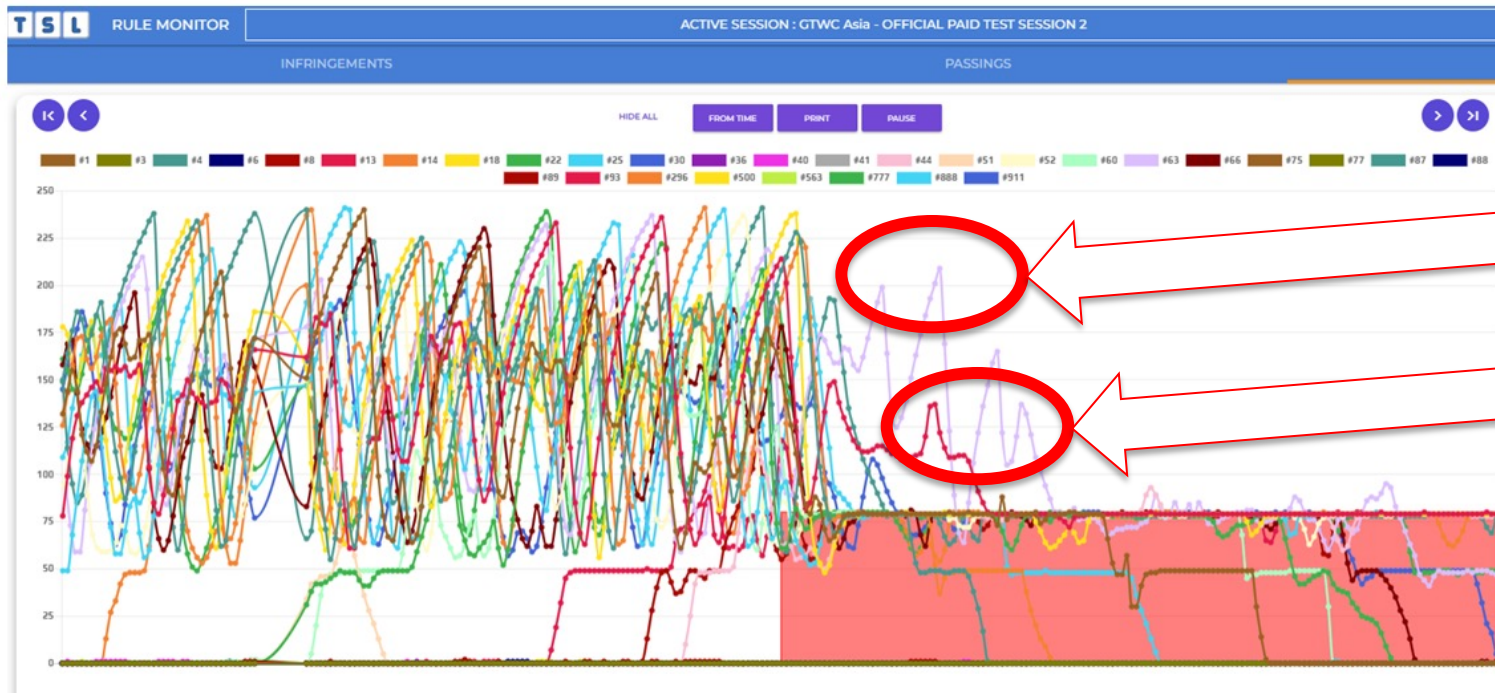 TSL RULE MONITOR ACTIVE SESSION : GTWC Asia - OFFICIAL PAID TEST SESSION 2
INFRINGEMENTS PASSINGS
HIDE ALL FROM TIME PRINT PAUSE
#1 #3 #4 #6 #8 #13 #14 #18 #22 #25 #30 #36 #40 #41 #44 #51 #52 #60 #63 #66 #75 #77 #87 #88
#89 #93 #296 #500 #563 #777 #888 #911
250
225
200
175
150
125
100
75
50
25
0